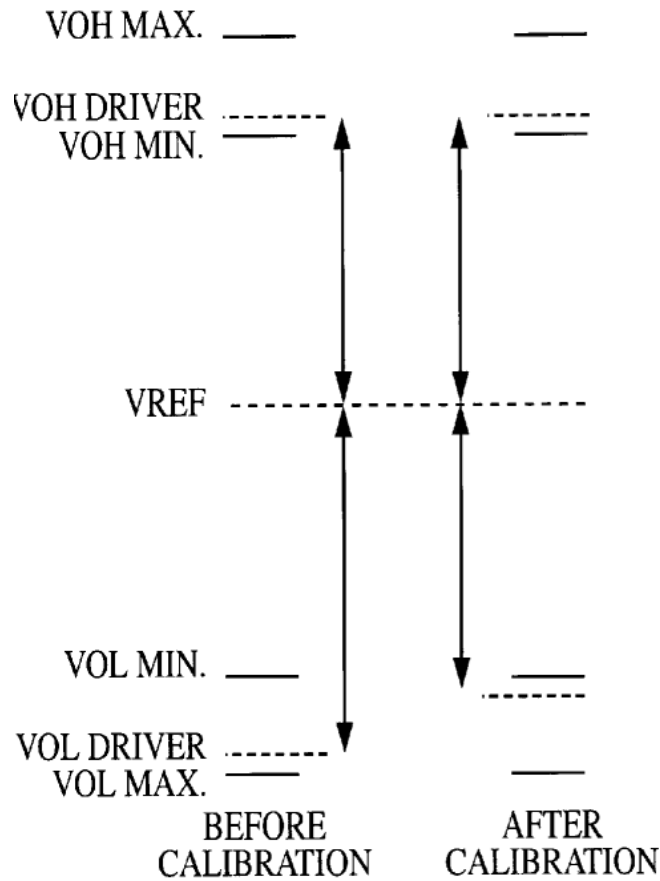 VOH MAX.
VOH DRIVER
VOH MIN.
VREF
VOL MIN.
VOL DRIVER
VOL MAX.
BEFORE
CALIBRATION
AFTER
CALIBRATION